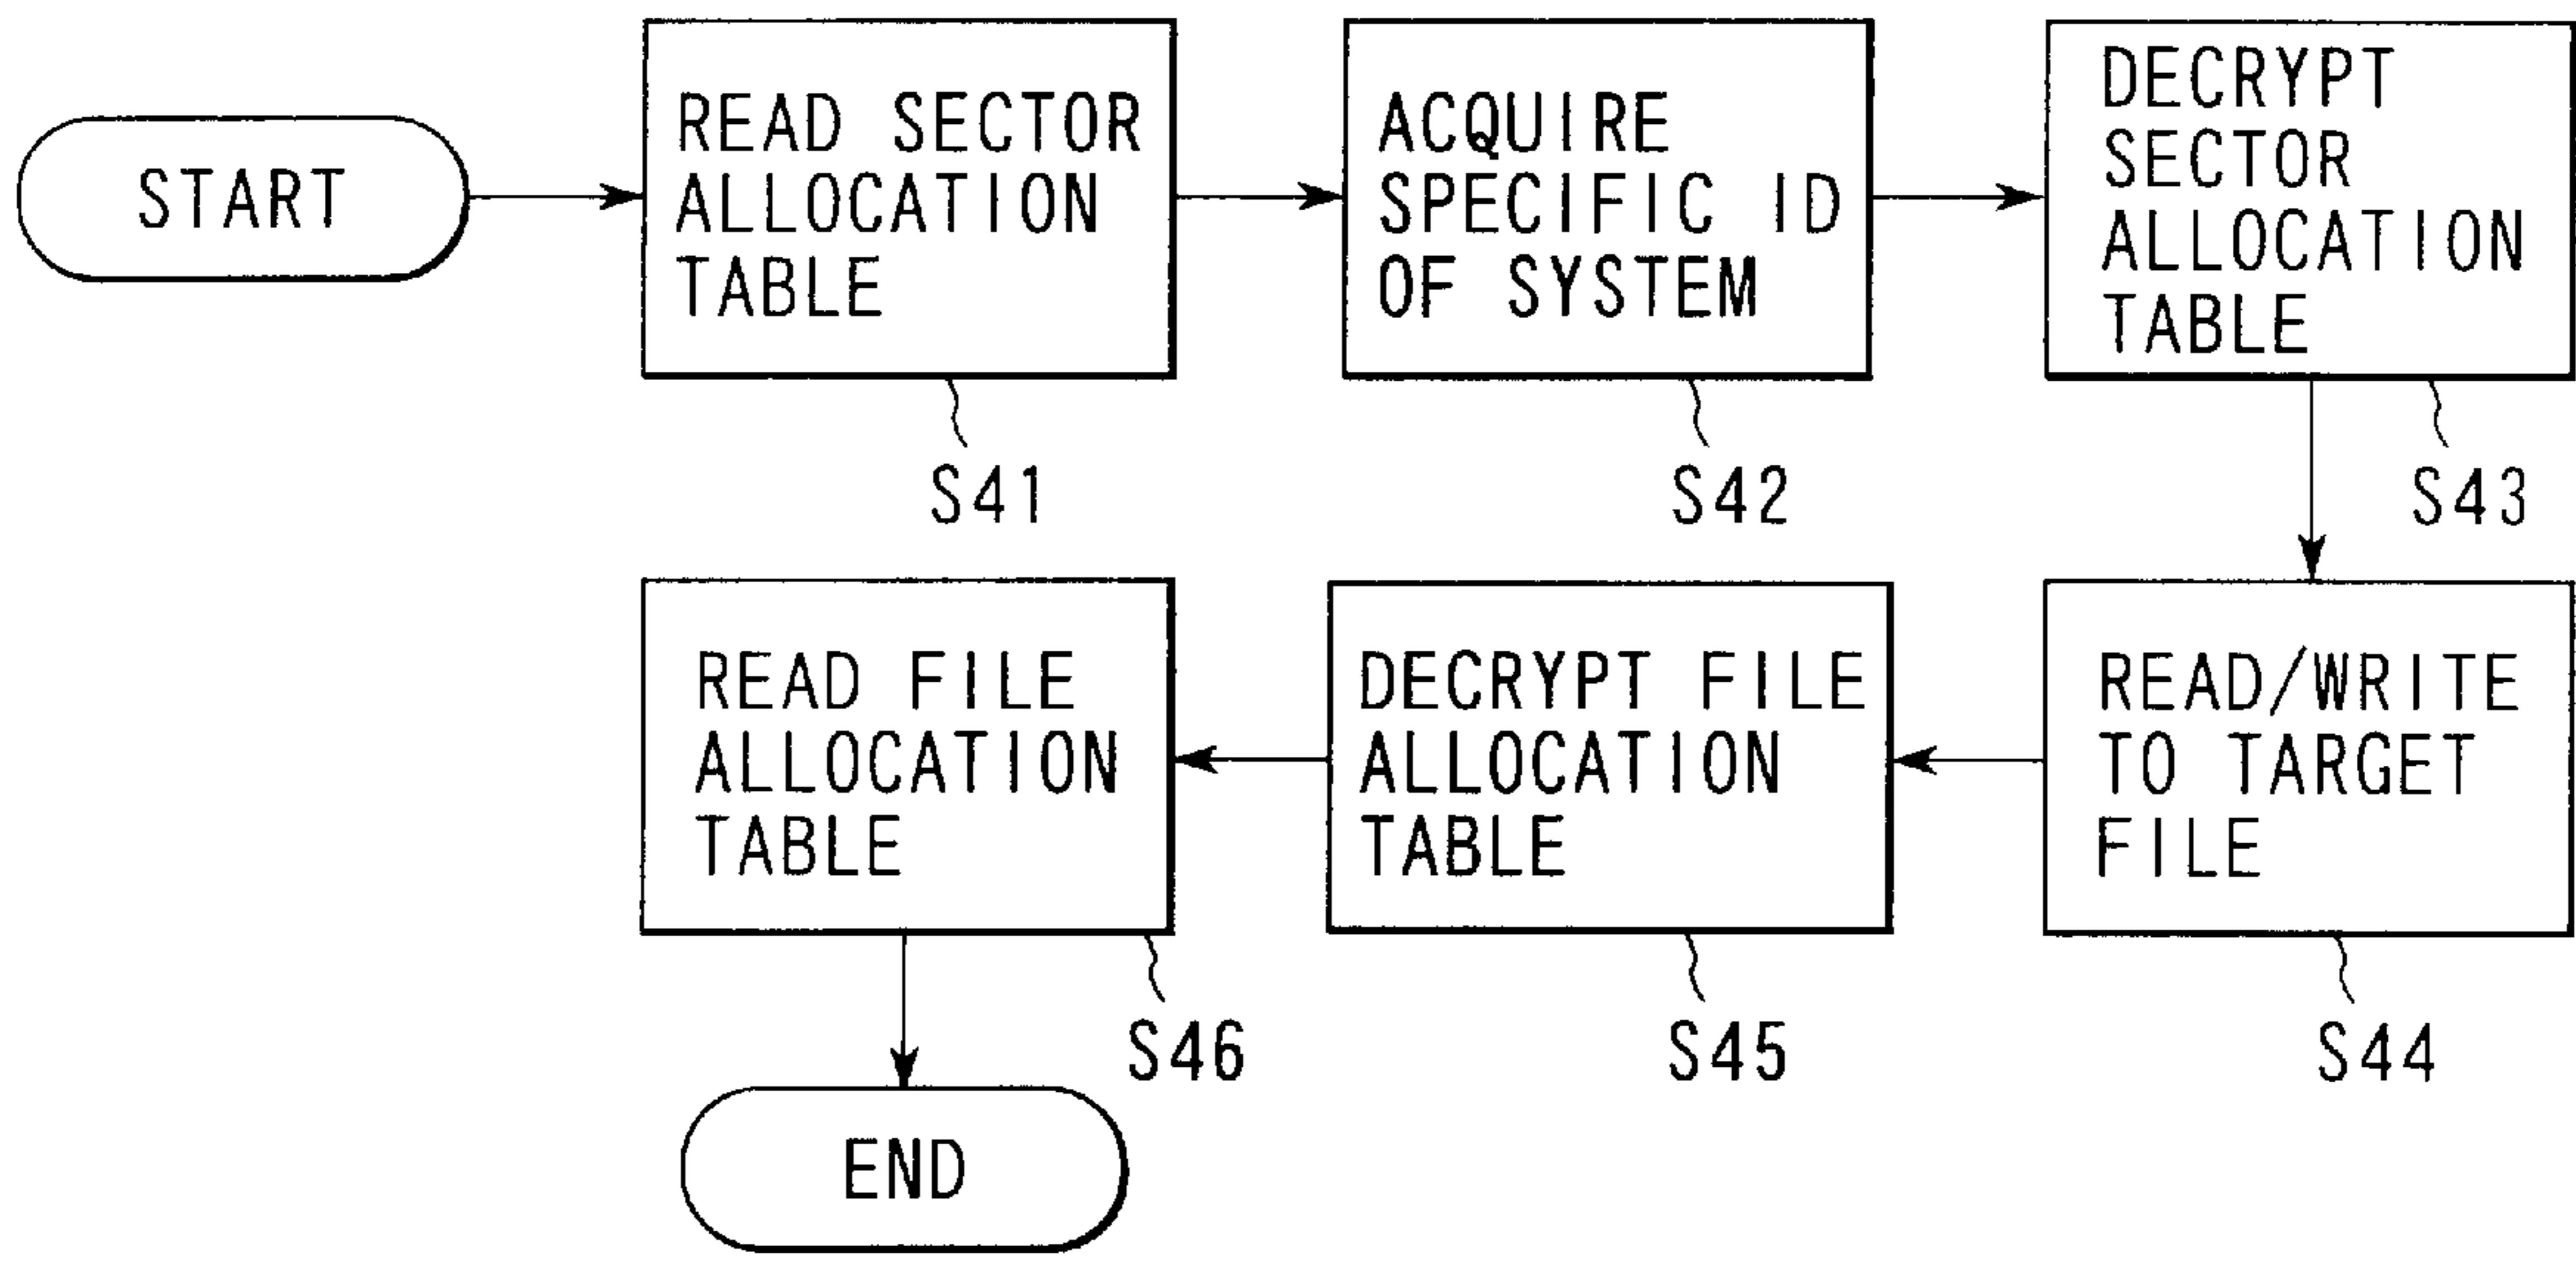 START
READ SECTOR
ALLOCATION
TABLE
S41
ACQUIRE
SPECIFIC ID
OF SYSTEM
S42
DECRYPT
SECTOR
ALLOCATION
TABLE
S43
READ/WRITE
TO TARGET
FILE
S44
DECRYPT FILE
ALLOCATION
TABLE
S45
READ FILE
ALLOCATION
TABLE
S46
END